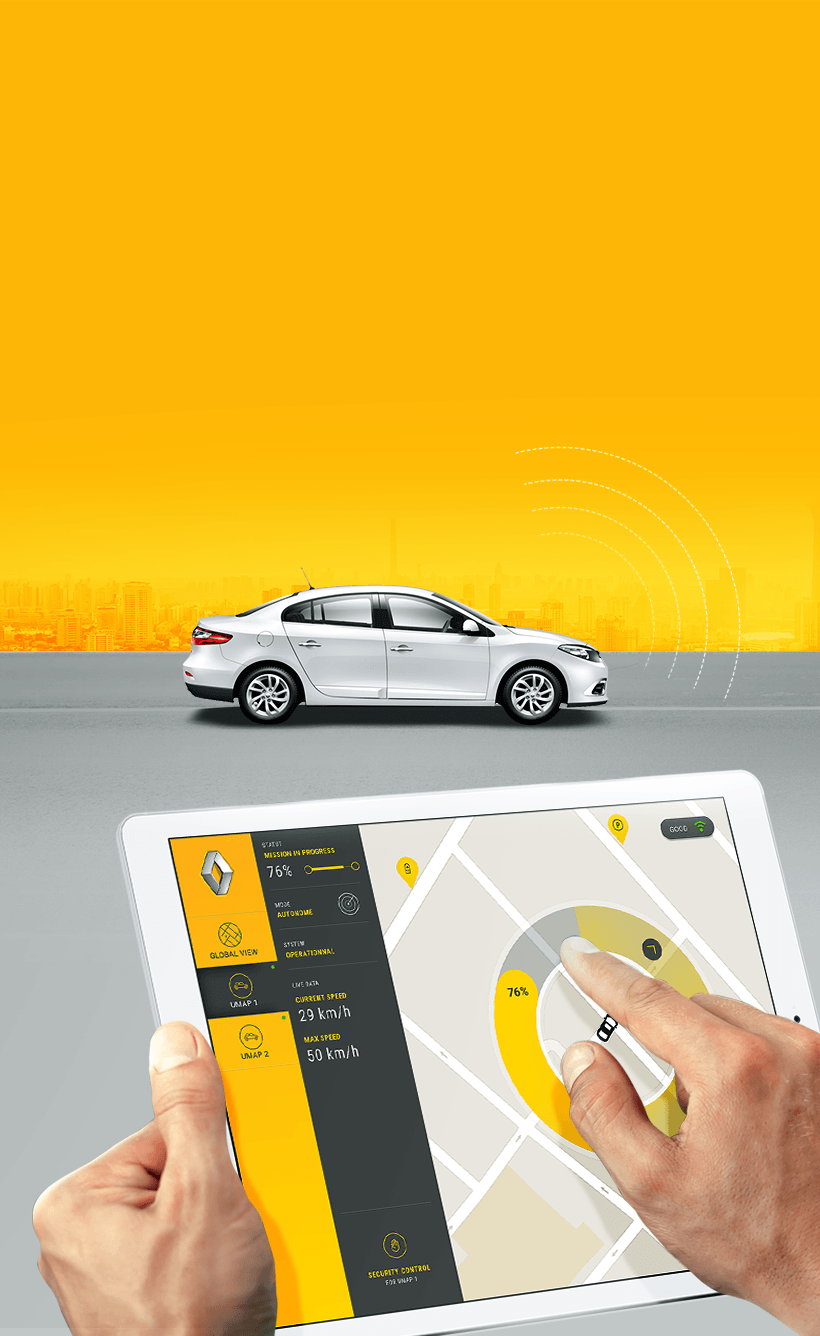 STATUT
MISSION IN PROGRESS
76%
MODE
AUTONOME
SYSTEM
OPERATIONNAL
LIVE DATA
CURRENT SPEED
29 km/h
MAX SPEED
50 km/h
SECURITY CONTROL
FOR UMAP 1
GLOBAL VIEW
UMAP 1
UMAP 2
P
GOOD
76%